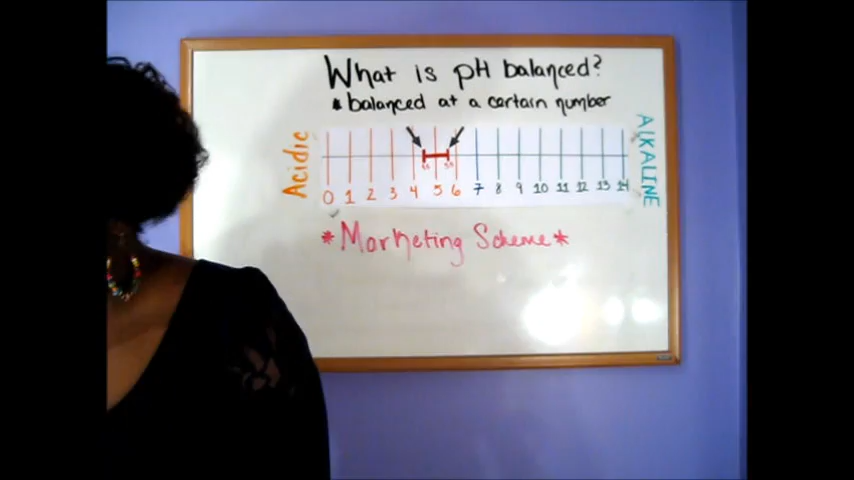 What is pH balanced?
* balanced at a certain number
Acidic
ALKALINE
0 1 2 3 4 5 6 7 8 9 10 11 12 13 14
*Marketing Scheme*